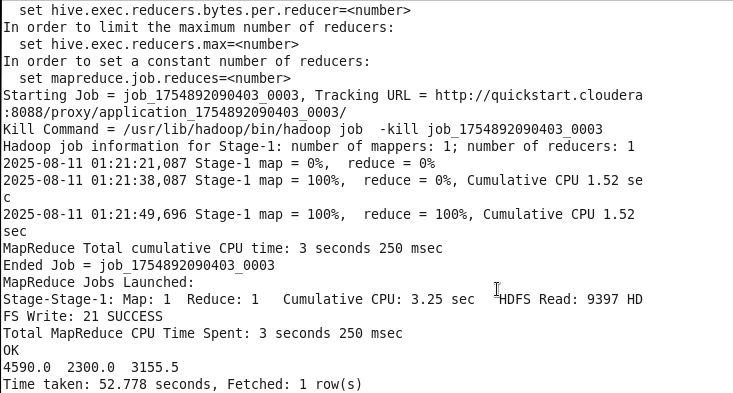 set hive.exec.reducers.bytes.per.reducer=<number>
In order to limit the maximum number of reducers:
  set hive.exec.reducers.max=<number>
In order to set a constant number of reducers:
  set mapreduce.job.reduces=<number>
Starting Job = job_1754892090403_0003, Tracking URL = http://quickstart.cloudera
:8088/proxy/application_1754892090403_0003/
Kill Command = /usr/lib/hadoop/bin/hadoop job  -kill job_1754892090403_0003
Hadoop job information for Stage-1: number of mappers: 1; number of reducers: 1
2025-08-11 01:21:21,087 Stage-1 map = 0%,  reduce = 0%
2025-08-11 01:21:38,087 Stage-1 map = 100%,  reduce = 0%, Cumulative CPU 1.52 se
c
2025-08-11 01:21:49,696 Stage-1 map = 100%,  reduce = 100%, Cumulative CPU 1.52
sec
MapReduce Total cumulative CPU time: 3 seconds 250 msec
Ended Job = job_1754892090403_0003
MapReduce Jobs Launched:
Stage-Stage-1: Map: 1  Reduce: 1   Cumulative CPU: 3.25 sec   HDFS Read: 9397 HD
FS Write: 21 SUCCESS
Total MapReduce CPU Time Spent: 3 seconds 250 msec
OK
4590.0  2300.0  3155.5
Time taken: 52.778 seconds, Fetched: 1 row(s)